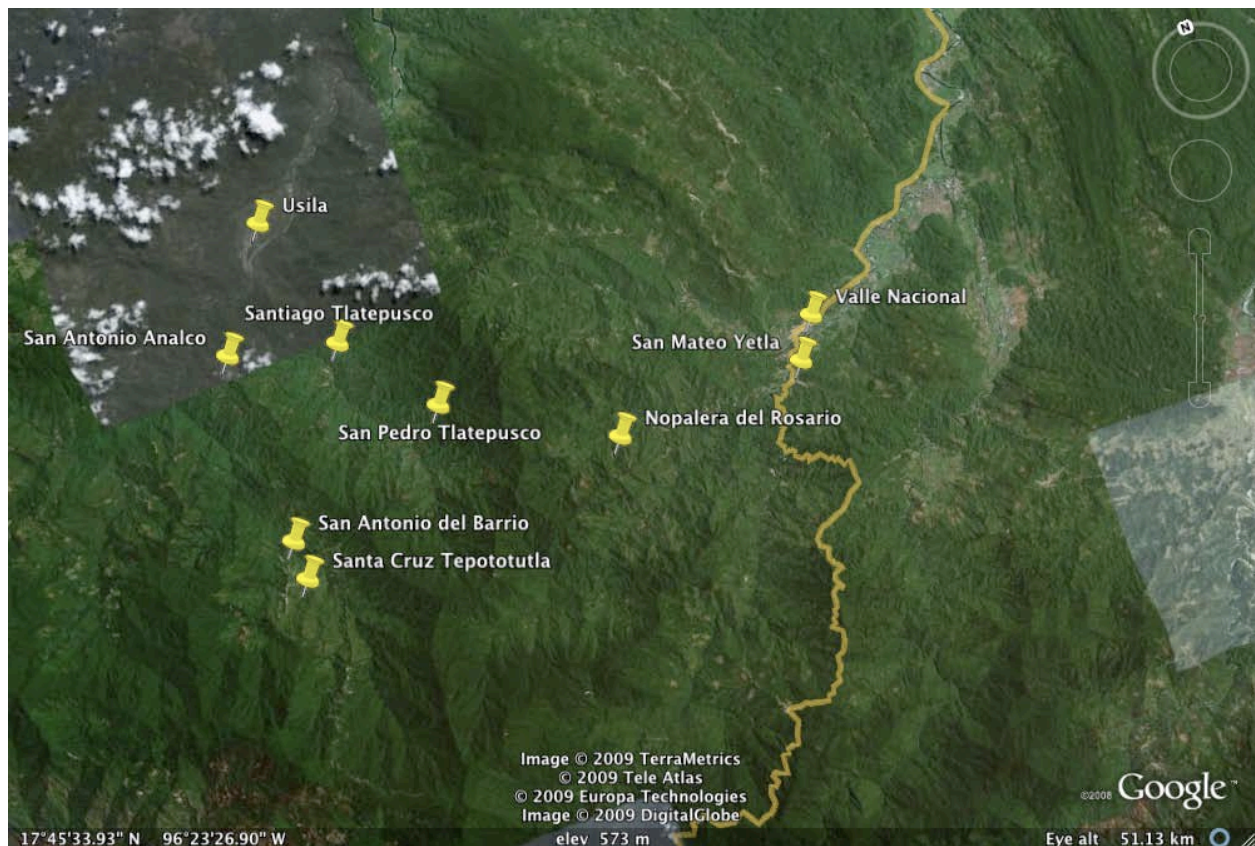 N
Usila
Valle Nacional
Santiago Tlatepusco
San Antonio Analco
San Mateo Yetla
San Pedro Tlatepusco
Nopalera del Rosario
San Antonio del Barrio
Santa Cruz Tepototutla
Image © 2009 TerraMetrics
© 2009 Tele Atlas
© 2009 Europa Technologies
Image © 2009 DigitalGlobe
©2008 Google™
17°45'33.93" N 96°23'26.90" W elev 573 m Eye alt 51.13 km